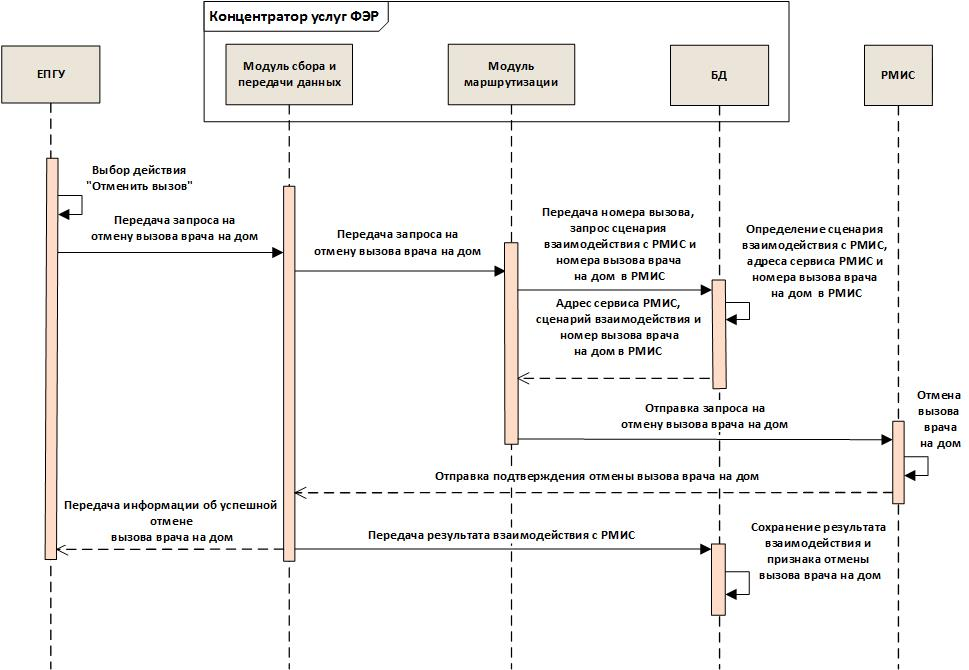 Концентратор услуг ФЭР
ЕПГУ
Модуль сбора и
передачи данных
Модуль
маршрутизации
БД
РМИС
Выбор действия
"Отменить вызов"
Передача запроса на
отмену вызова врача на дом
Передача запроса на
отмену вызова врача на дом
Передача номера вызова,
запрос сценария
взаимодействия с РМИС и
номера вызова врача
на дом в РМИС
Определение сценария
взаимодействия с РМИС,
адреса сервиса РМИС и
номера вызова врача
на дом в РМИС
Адрес сервиса РМИС,
сценарий взаимодействия и
номер вызова врача
на дом в РМИС
Отправка запроса на
отмену вызова врача на дом
Отмена
вызова
врача
на дом
Отправка подтверждения отмены вызова врача на дом
Передача информации об успешной
отмене
вызова врача на дом
Передача результата взаимодействия с РМИС
Сохранение результата
взаимодействия и
признака отмены
вызова врача на дом